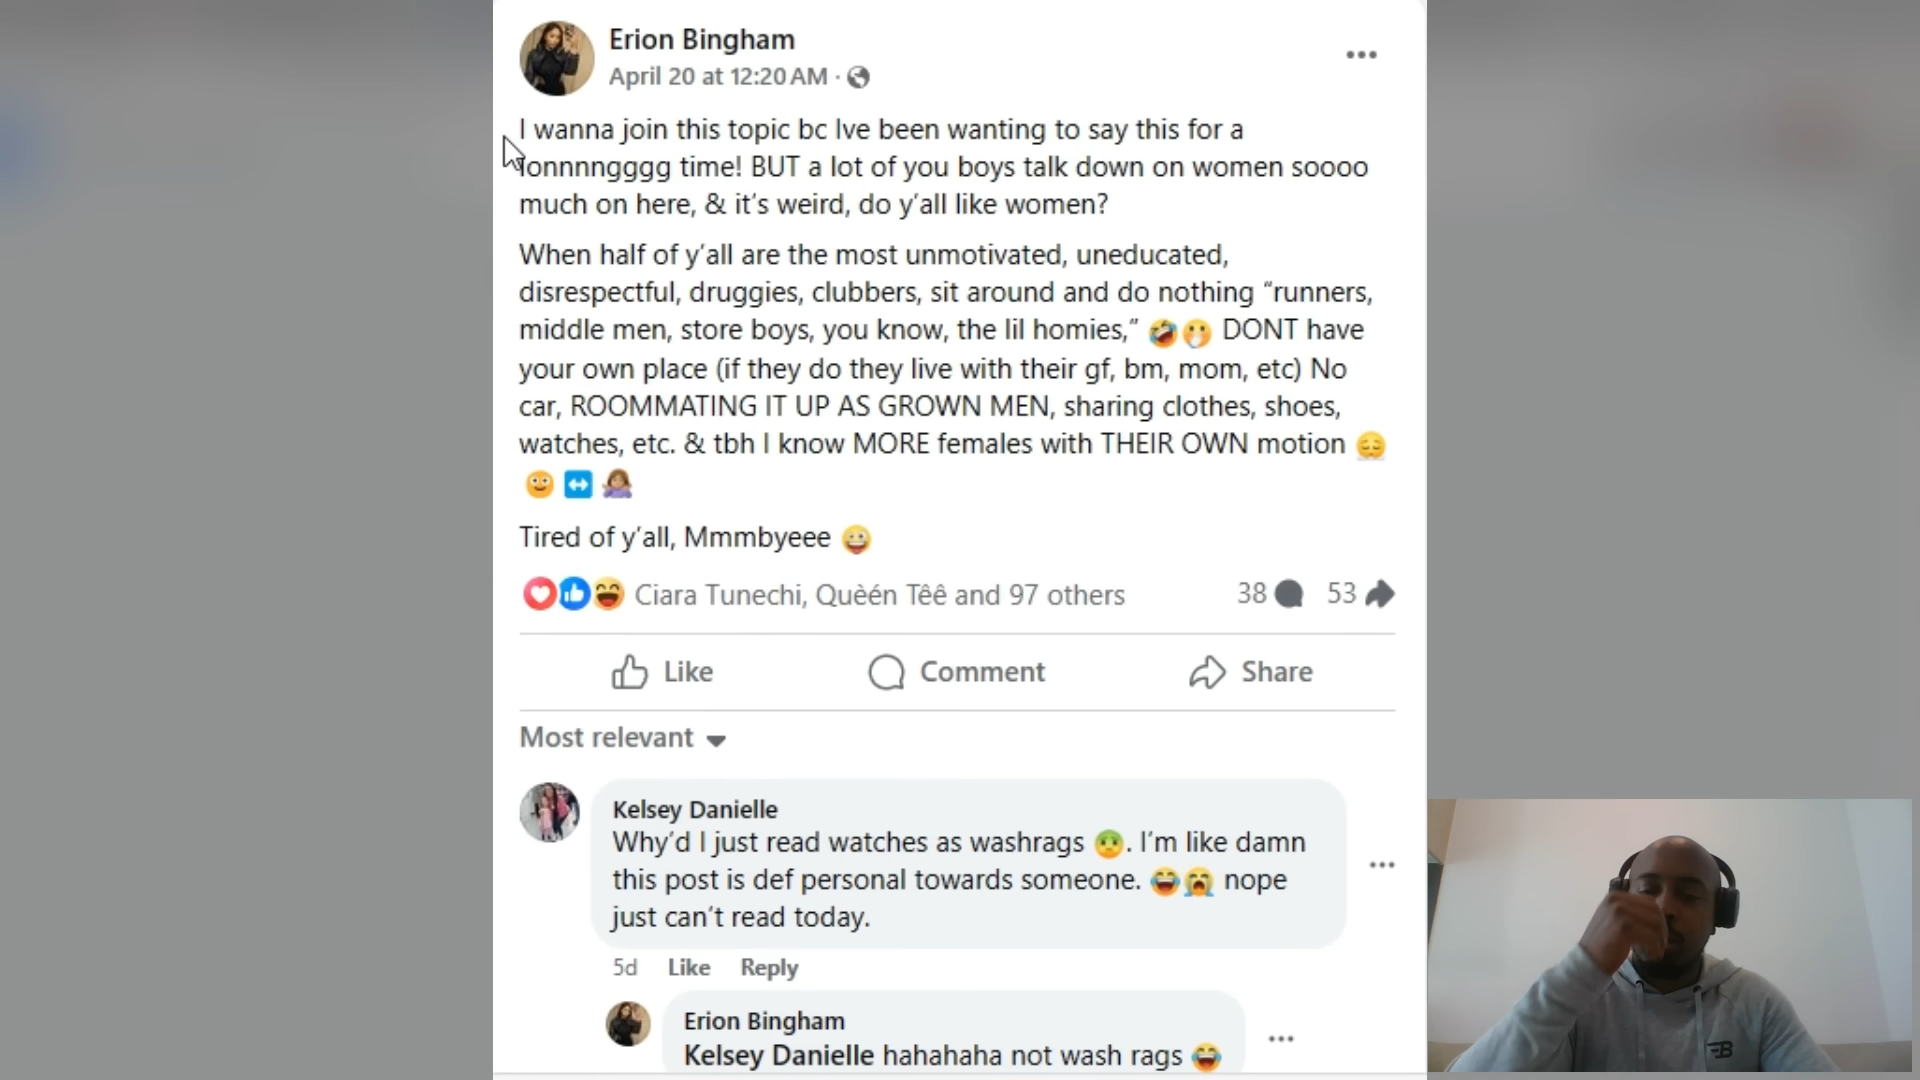 Erion Bingham
April 20 at 12:20 AM ·
I wanna join this topic bc Ive been wanting to say this for a
lonnnngggg time! BUT a lot of you boys talk down on women soooo
much on here, & it’s weird, do y’all like women?
When half of y’all are the most unmotivated, uneducated,
disrespectful, druggies, clubbers, sit around and do nothing “runners,
middle men, store boys, you know, the lil homies,” 🤣🫢 DONT have
your own place (if they do they live with their gf, bm, mom, etc) No
car, ROOMMATING IT UP AS GROWN MEN, sharing clothes, shoes,
watches, etc. & tbh I know MORE females with THEIR OWN motion 😮‍💨
🙂‍↔️🙅🏽‍♀️
Tired of y’all, Mmmbyeee 😀
Ciara Tunechi, Quèén Têê and 97 others 38 53
Like Comment Share
Most relevant
Kelsey Danielle
Why’d I just read watches as washrags 🤢. I’m like damn
this post is def personal towards someone. 😂😭 nope
just can’t read today.
5d Like Reply
Erion Bingham
Kelsey Danielle hahahaha not wash rags 😂